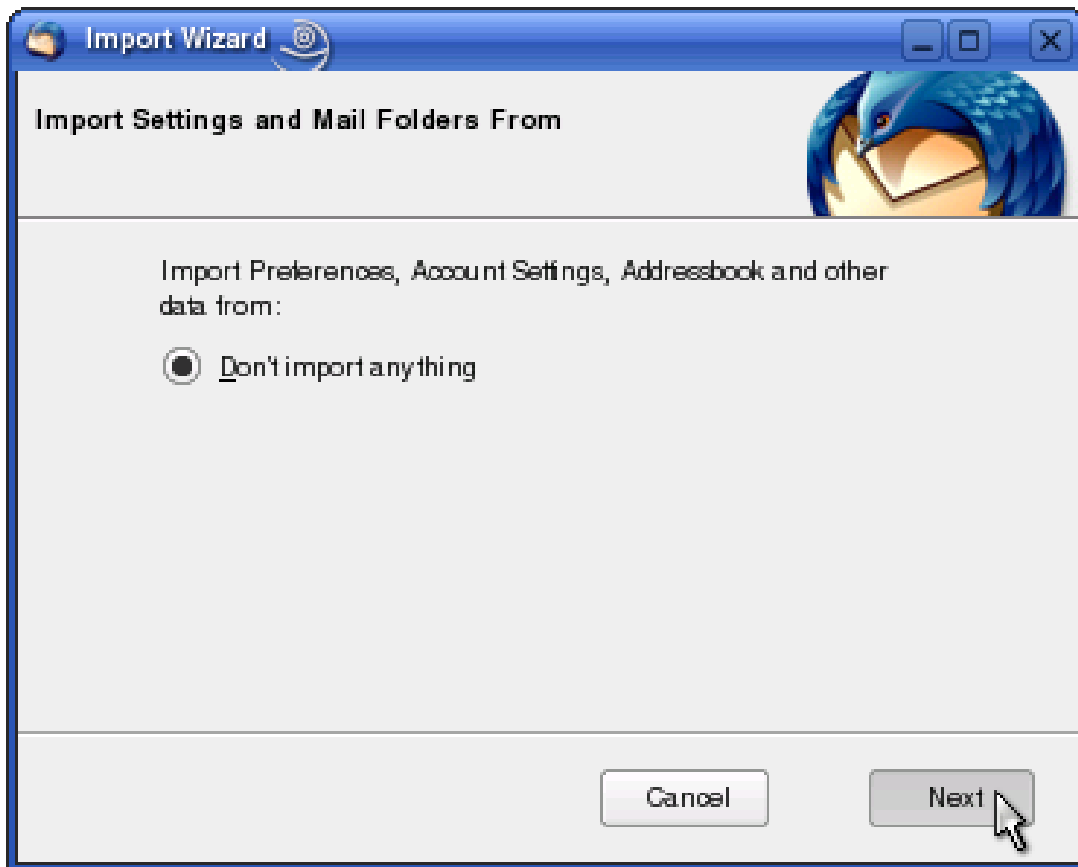 Import Wizard
Import Settings and Mail Folders From
Import Preferences, Account Settings, Addressbook and other
data from:
Don't import anything
Cancel
Next